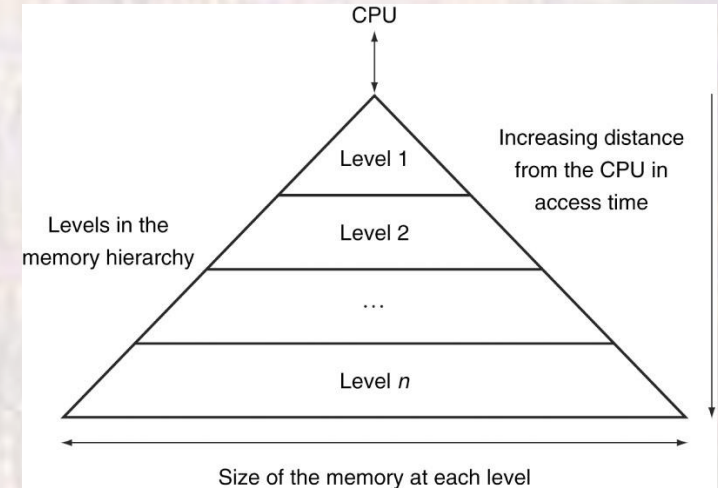 CPU
Level 1
Increasing distance
from the CPU in
access time
Levels in the
memory hierarchy
Level 2
...
Level n
Size of the memory at each level